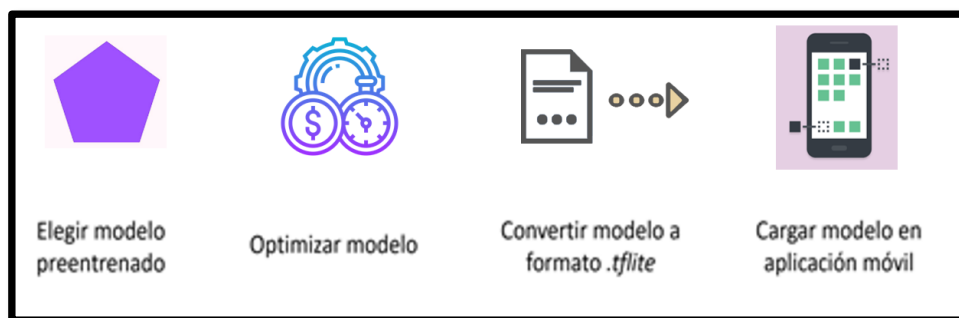 $
Elegir modelo
preentrenado
Optimizar modelo
Convertir modelo a
formato .tflite
Cargar modelo en
aplicación móvil